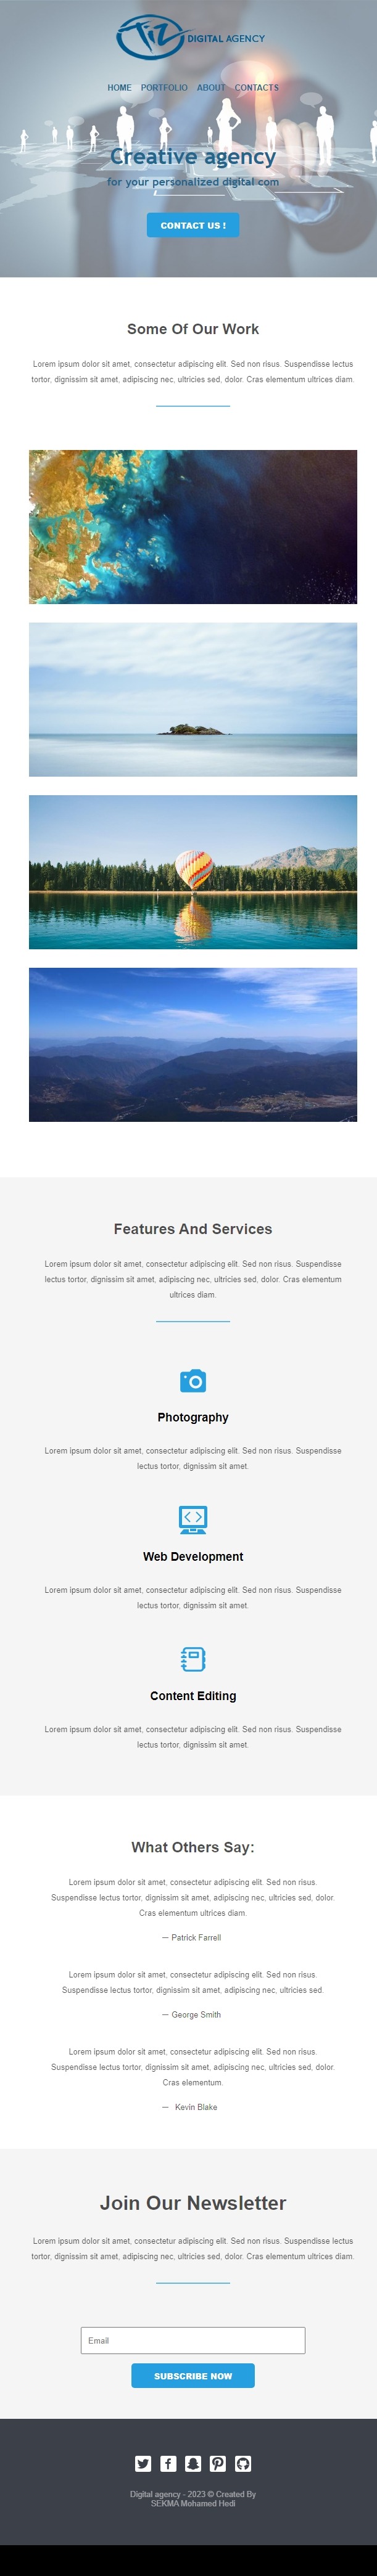 DIGITAL AGENCY
HOME PORTFOLIO ABOUT CONTACTS
Creative agency
for your personalized digital com
CONTACT US !
Some Of Our Work
Lorem ipsum dolor sit amet, consectetur adipiscing elit. Sed non risus. Suspendisse lectus
tortor, dignissim sit amet, adipiscing nec, ultricies sed, dolor. Cras elementum ultrices diam.
Features And Services
Lorem ipsum dolor sit amet, consectetur adipiscing elit. Sed non risus. Suspendisse
lectus tortor, dignissim sit amet, adipiscing nec, ultricies sed, dolor. Cras elementum
ultrices diam.
Photography
Lorem ipsum dolor sit amet, consectetur adipiscing elit. Sed non risus. Suspendisse
lectus tortor, dignissim sit amet.
Web Development
Lorem ipsum dolor sit amet, consectetur adipiscing elit. Sed non risus. Suspendisse
lectus tortor, dignissim sit amet.
Content Editing
Lorem ipsum dolor sit amet, consectetur adipiscing elit. Sed non risus. Suspendisse
lectus tortor, dignissim sit amet.
What Others Say:
Lorem ipsum dolor sit amet, consectetur adipiscing elit. Sed non risus.
Suspendisse lectus tortor, dignissim sit amet, adipiscing nec, ultricies sed, dolor.
Cras elementum ultrices diam.
— Patrick Farrell
Lorem ipsum dolor sit amet, consectetur adipiscing elit. Sed non risus.
Suspendisse lectus tortor, dignissim sit amet, adipiscing nec, ultricies sed.
— George Smith
Lorem ipsum dolor sit amet, consectetur adipiscing elit. Sed non risus.
Suspendisse lectus tortor, dignissim sit amet, adipiscing nec, ultricies sed, dolor.
Cras elementum.
— Kevin Blake
Join Our Newsletter
Lorem ipsum dolor sit amet, consectetur adipiscing elit. Sed non risus. Suspendisse lectus
tortor, dignissim sit amet, adipiscing nec, ultricies sed, dolor. Cras elementum ultrices diam.
Email
SUBSCRIBE NOW
Digital agency - 2023 © Created By
SEKMA Mohamed Hedi